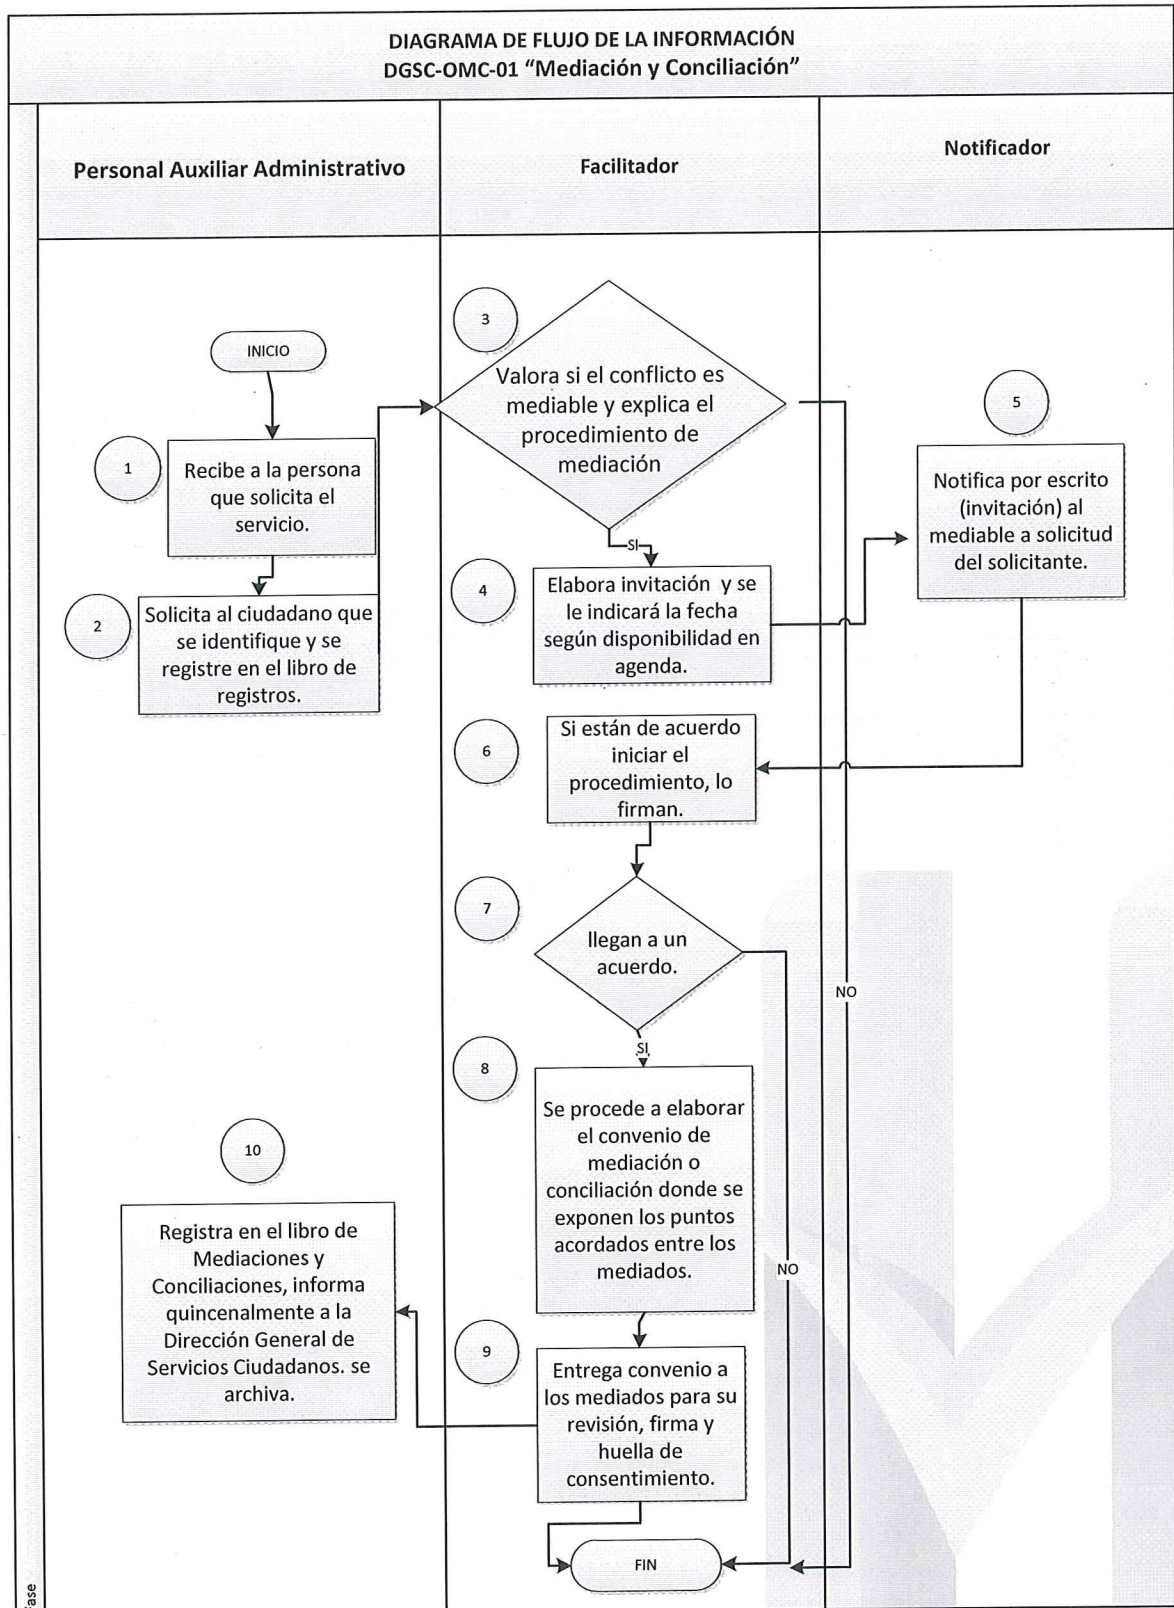 DIAGRAMA DE FLUJO DE LA INFORMACIÓN
DGSC-OMC-01 “Mediación y Conciliación”
Personal Auxiliar Administrativo
Facilitador
Notificador
INICIO
1
Recibe a la persona
que solicita el
servicio.
2
Solicita al ciudadano que
se identifique y se
registre en el libro de
registros.
3
Valora si el conflicto es
mediable y explica el
procedimiento de
mediación
SI
4
Elabora invitación y se
le indicará la fecha
según disponibilidad en
agenda.
5
Notifica por escrito
(invitación) al
mediable a solicitud
del solicitante.
6
Si están de acuerdo
iniciar el
procedimiento, lo
firman.
7
llegan a un
acuerdo.
NO
SI
8
Se procede a elaborar
el convenio de
mediación o
conciliación donde se
exponen los puntos
acordados entre los
mediados.
NO
9
Entrega convenio a
los mediados para su
revisión, firma y
huella de
consentimiento.
10
Registra en el libro de
Mediaciones y
Conciliaciones, informa
quincenalmente a la
Dirección General de
Servicios Ciudadanos. se
archiva.
FIN
Fase